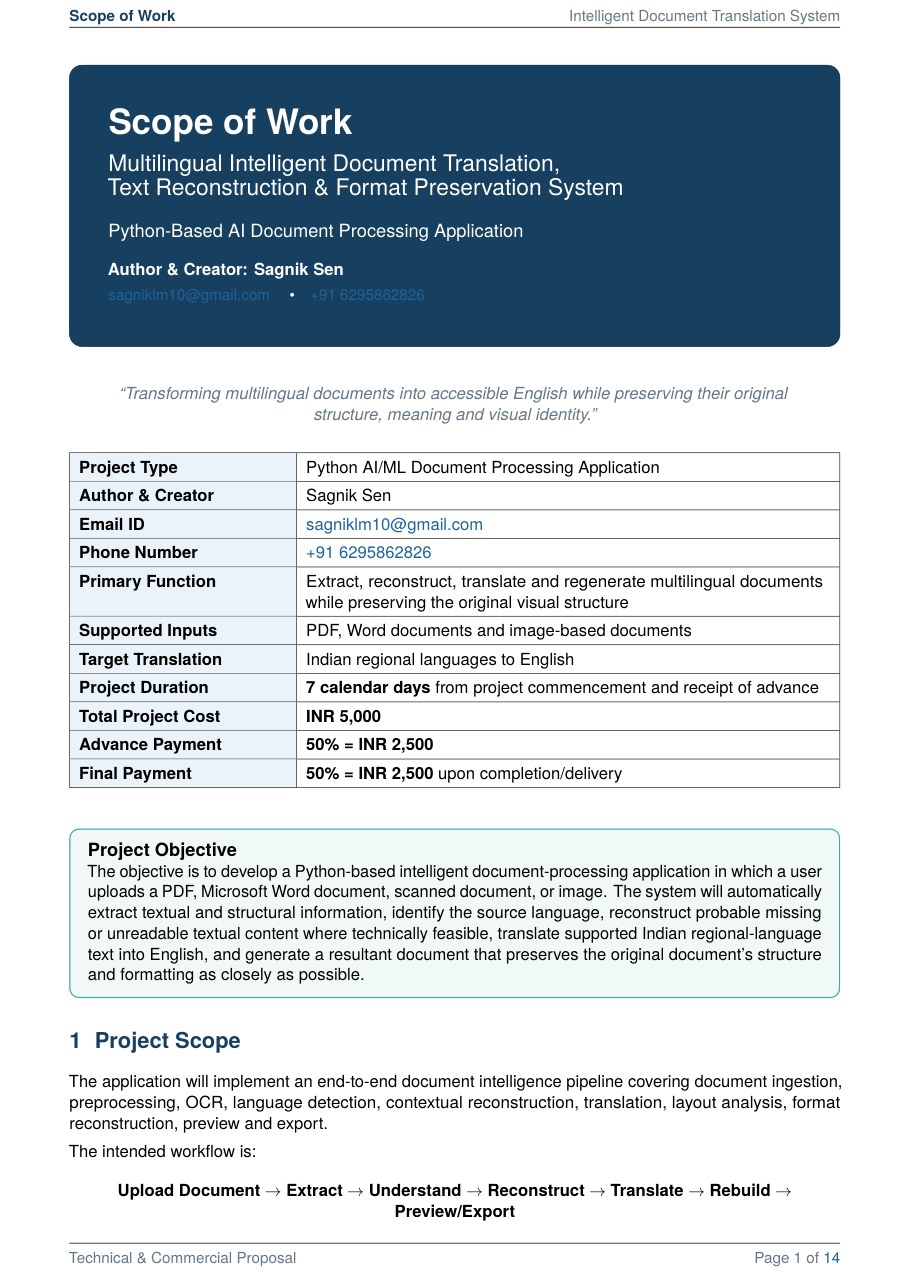 Scope of Work
Intelligent Document Translation System
Scope of Work
Multilingual Intelligent Document Translation,
Text Reconstruction & Format Preservation System
Python-Based AI Document Processing Application
Author & Creator: Sagnik Sen
sagniklm10@gmail.com • +91 6295862826
“Transforming multilingual documents into accessible English while preserving their original
structure, meaning and visual identity.”
Project Type Python AI/ML Document Processing Application
Author & Creator Sagnik Sen
Email ID sagniklm10@gmail.com
Phone Number +91 6295862826
Primary Function Extract, reconstruct, translate and regenerate multilingual documents
while preserving the original visual structure
Supported Inputs PDF, Word documents and image-based documents
Target Translation Indian regional languages to English
Project Duration 7 calendar days from project commencement and receipt of advance
Total Project Cost INR 5,000
Advance Payment 50% = INR 2,500
Final Payment 50% = INR 2,500 upon completion/delivery
Project Objective
The objective is to develop a Python-based intelligent document-processing application in which a user
uploads a PDF, Microsoft Word document, scanned document, or image. The system will automatically
extract textual and structural information, identify the source language, reconstruct probable missing
or unreadable textual content where technically feasible, translate supported Indian regional-language
text into English, and generate a resultant document that preserves the original document’s structure
and formatting as closely as possible.
1 Project Scope
The application will implement an end-to-end document intelligence pipeline covering document ingestion,
preprocessing, OCR, language detection, contextual reconstruction, translation, layout analysis, format
reconstruction, preview and export.
The intended workflow is:
Upload Document → Extract → Understand → Reconstruct → Translate → Rebuild →
Preview/Export
Technical & Commercial Proposal
Page 1 of 14